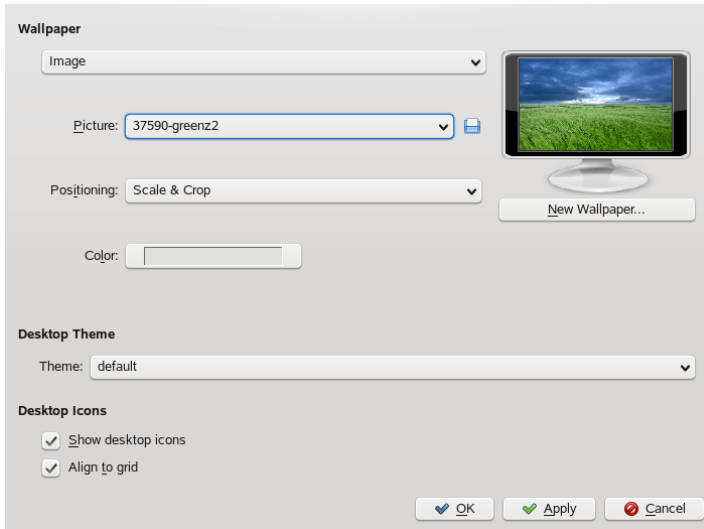 Wallpaper
Image
Picture: 37590-greenz2
Positioning: Scale & Crop
New Wallpaper...
Color:
Desktop Theme
Theme: default
Desktop Icons
Show desktop icons
Align to grid
OK Apply Cancel